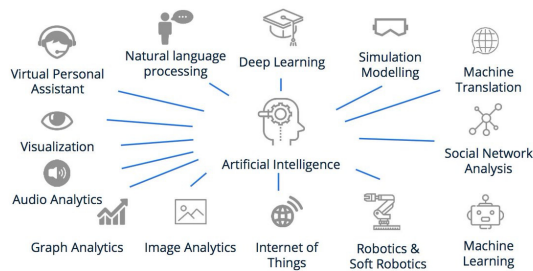 Natural language
processing
Deep Learning
Simulation
Modelling
Machine
Translation
Virtual Personal
Assistant
Visualization
Artificial Intelligence
Social Network
Analysis
Audio Analytics
Graph Analytics
Image Analytics
Internet of
Things
Robotics &
Soft Robotics
Machine
Learning